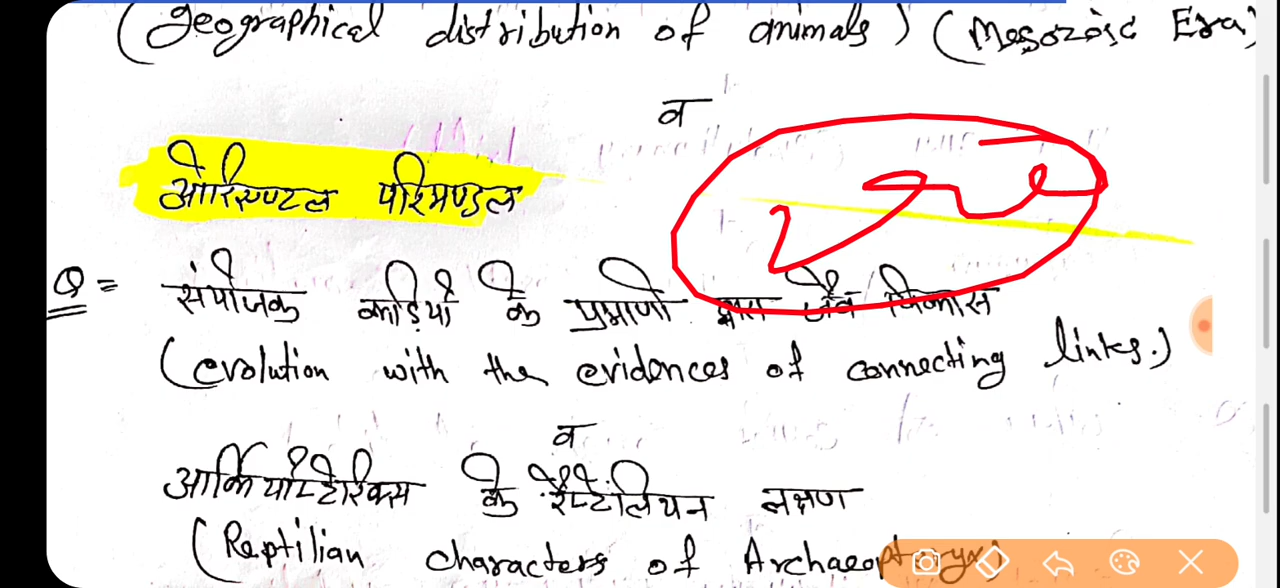 (Geographical distribution of animals) (Mesozoic Era)
व
ओरिएण्टल परिमण्डल
Q = संयोजक कड़ियों के प्रमाणों द्वारा जैव विकास
(evolution with the evidences of connecting links.)
व
आर्कियोप्टेरिक्स के रेप्टेलियन लक्षण
(Reptilian characters of Archaeopteryx)